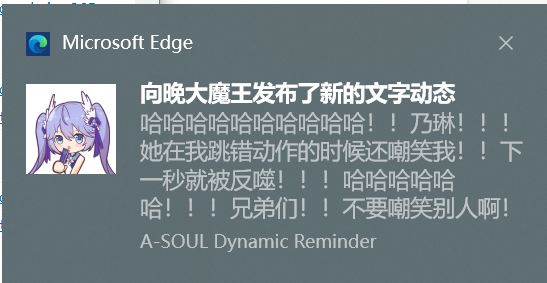 Microsoft Edge
向晚大魔王发布了新的文字动态
哈哈哈哈哈哈哈哈哈哈！！乃琳！！！
她在我跳错动作的时候还嘲笑我！！下
一秒就被反噬！！！哈哈哈哈哈
哈！！！兄弟们！！不要嘲笑别人啊！
A-SOUL Dynamic Reminder